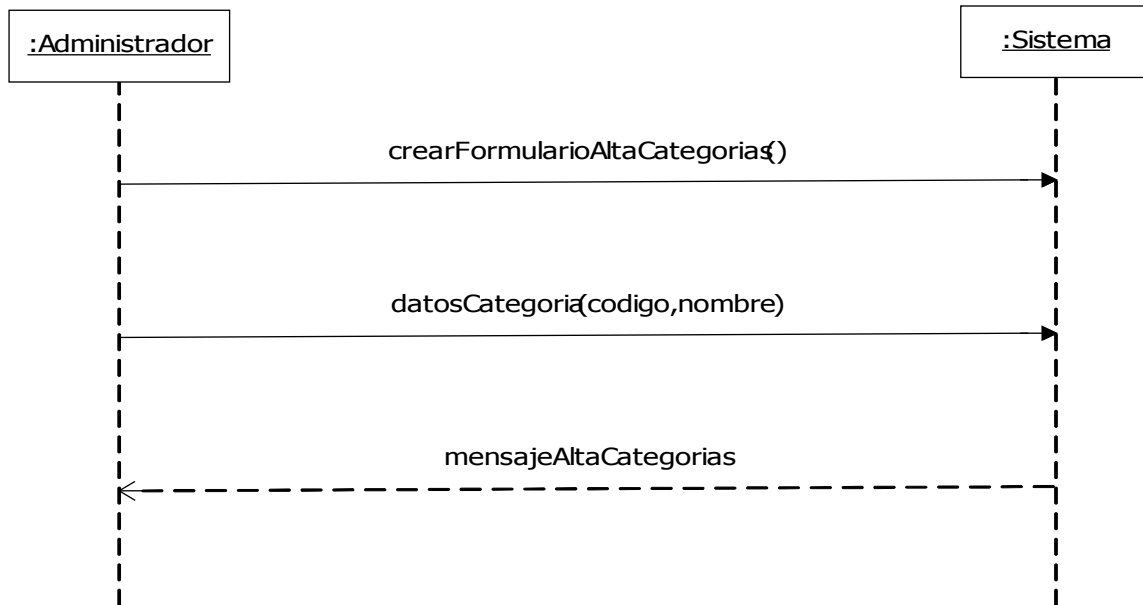 :Administrador
:Sistema
crearFormularioAltaCategorias()
datosCategoria(codigo,nombre)
mensajeAltaCategorias